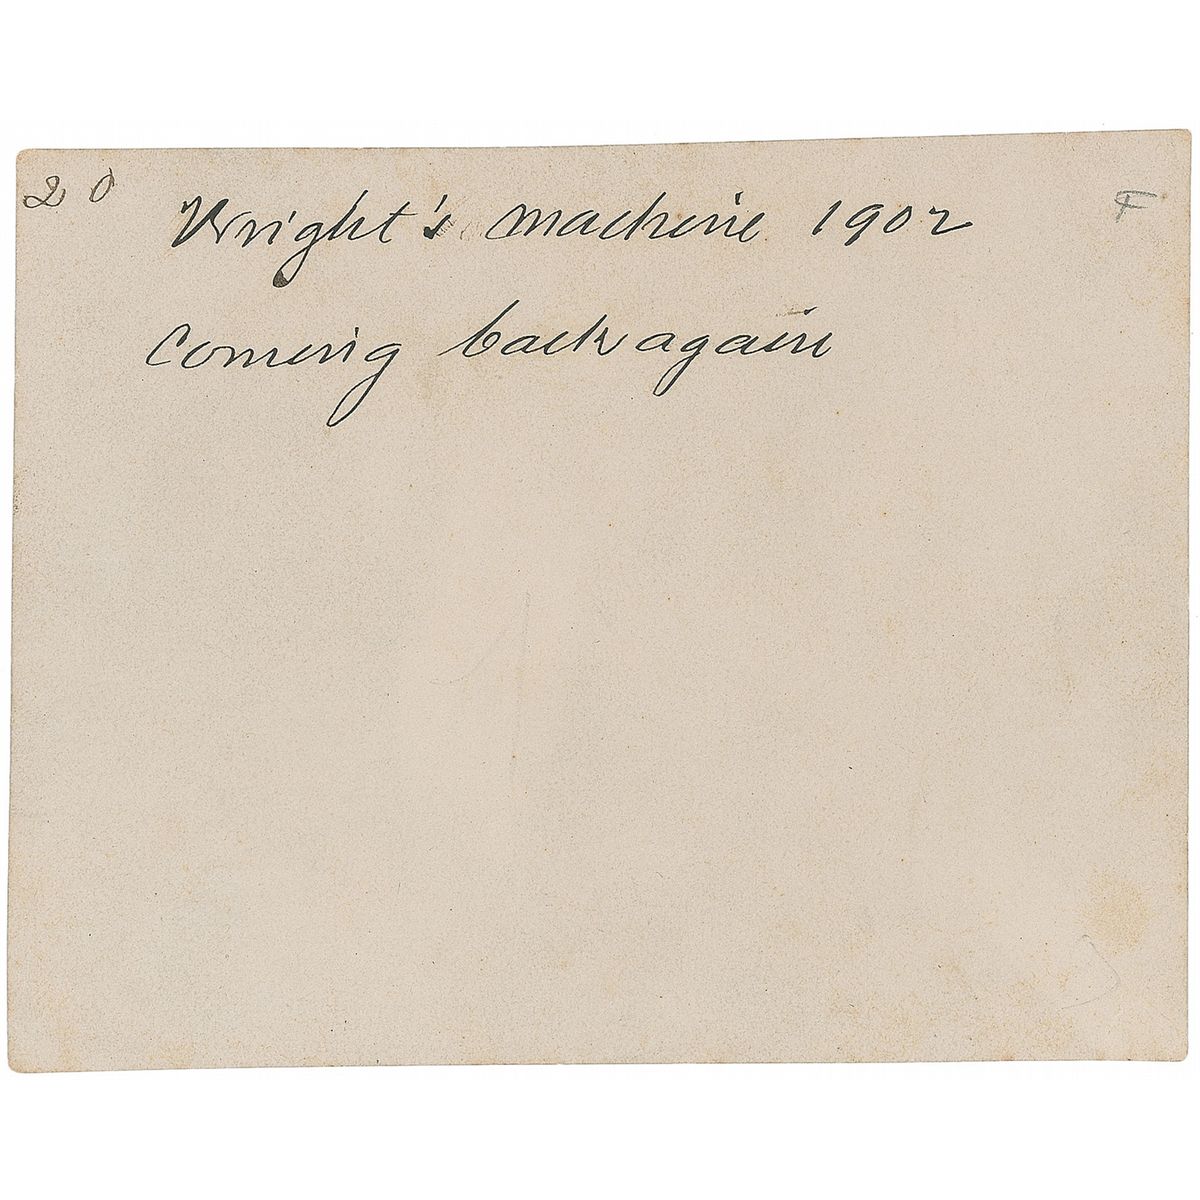 20 Wright's machine 1902 F
Coming back again